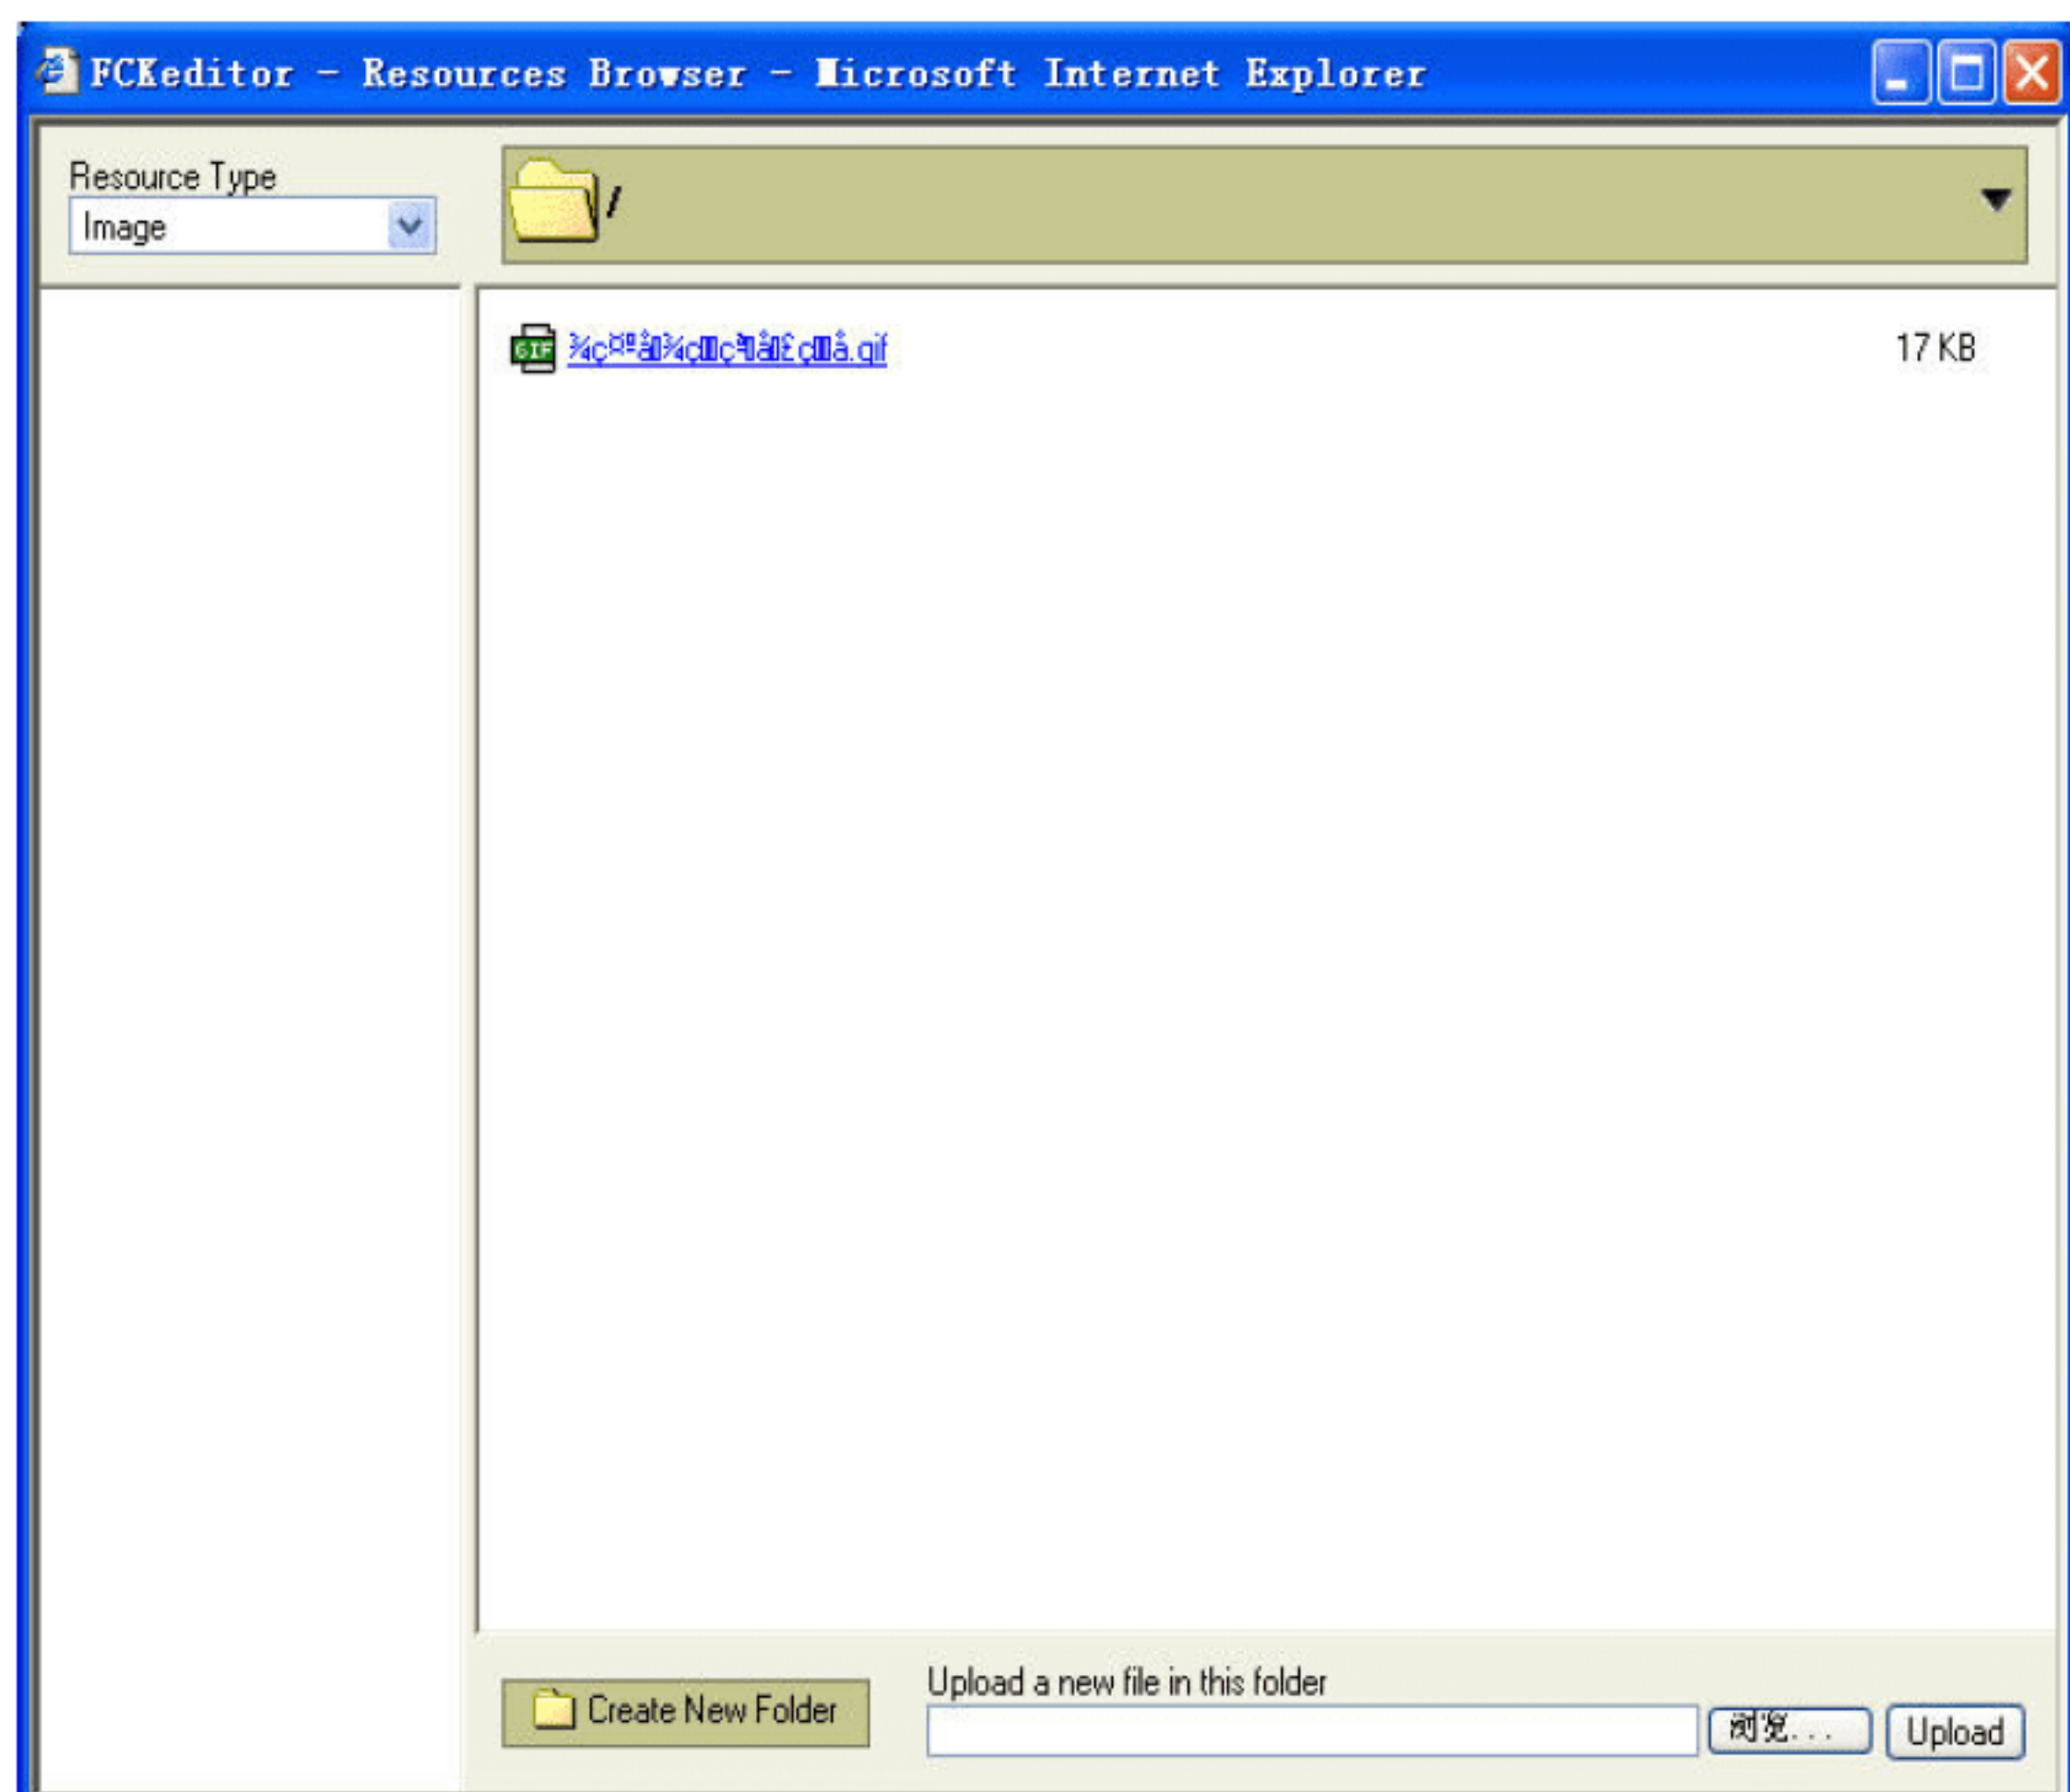 FCKeditor - Resources Browser - Microsoft Internet Explorer
Resource Type
Image
/
GIF
17 KB
Create New Folder
Upload a new file in this folder
浏览...
Upload